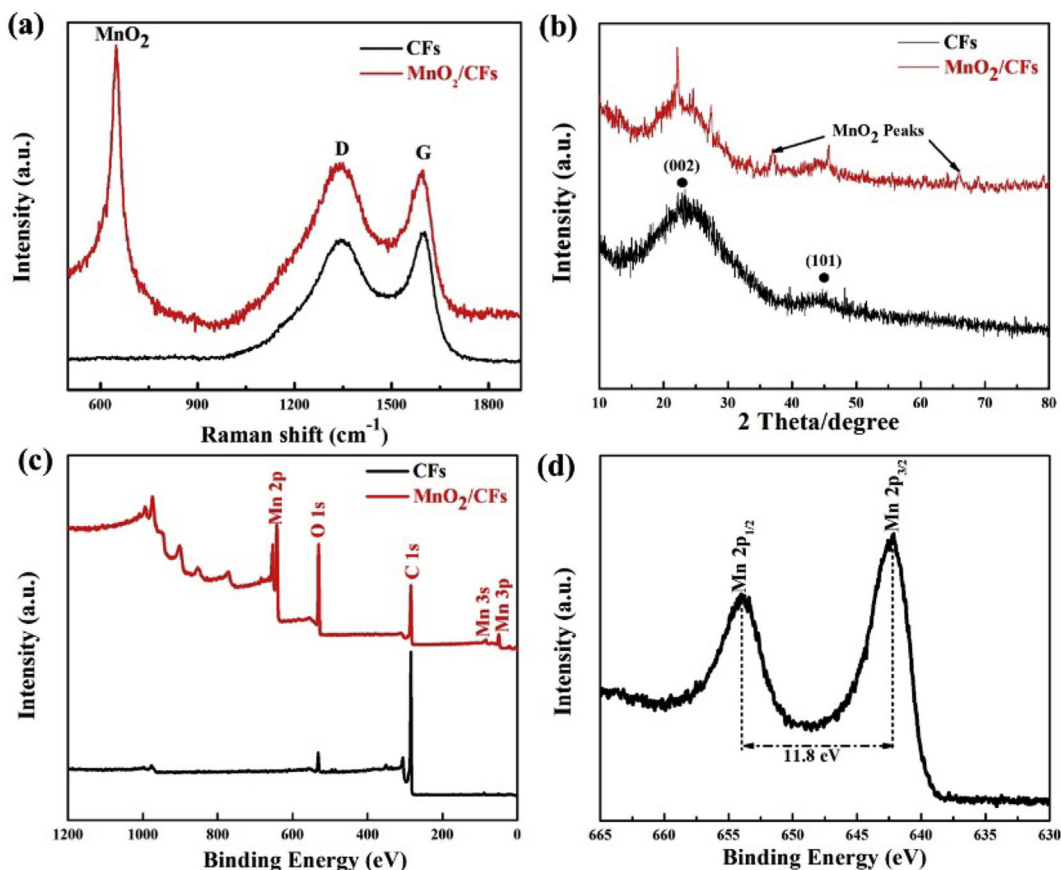 (a)
MnO2
CFs
MnO2/CFs
D
G
Intensity (a.u.)
600 900 1200 1500 1800
Raman shift (cm-1)
(b)
CFs
MnO2/CFs
MnO2 Peaks
(002)
(101)
Intensity (a.u.)
10 20 30 40 50 60 70 80
2 Theta/degree
(c)
CFs
MnO2/CFs
Mn 2p
O 1s
C 1s
Mn 3s
Mn 3p
Intensity (a.u.)
1200 1000 800 600 400 200 0
Binding Energy (eV)
(d)
Mn 2p1/2
Mn 2p3/2
11.8 eV
Intensity (a.u.)
665 660 655 650 645 640 635 630
Binding Energy (eV)